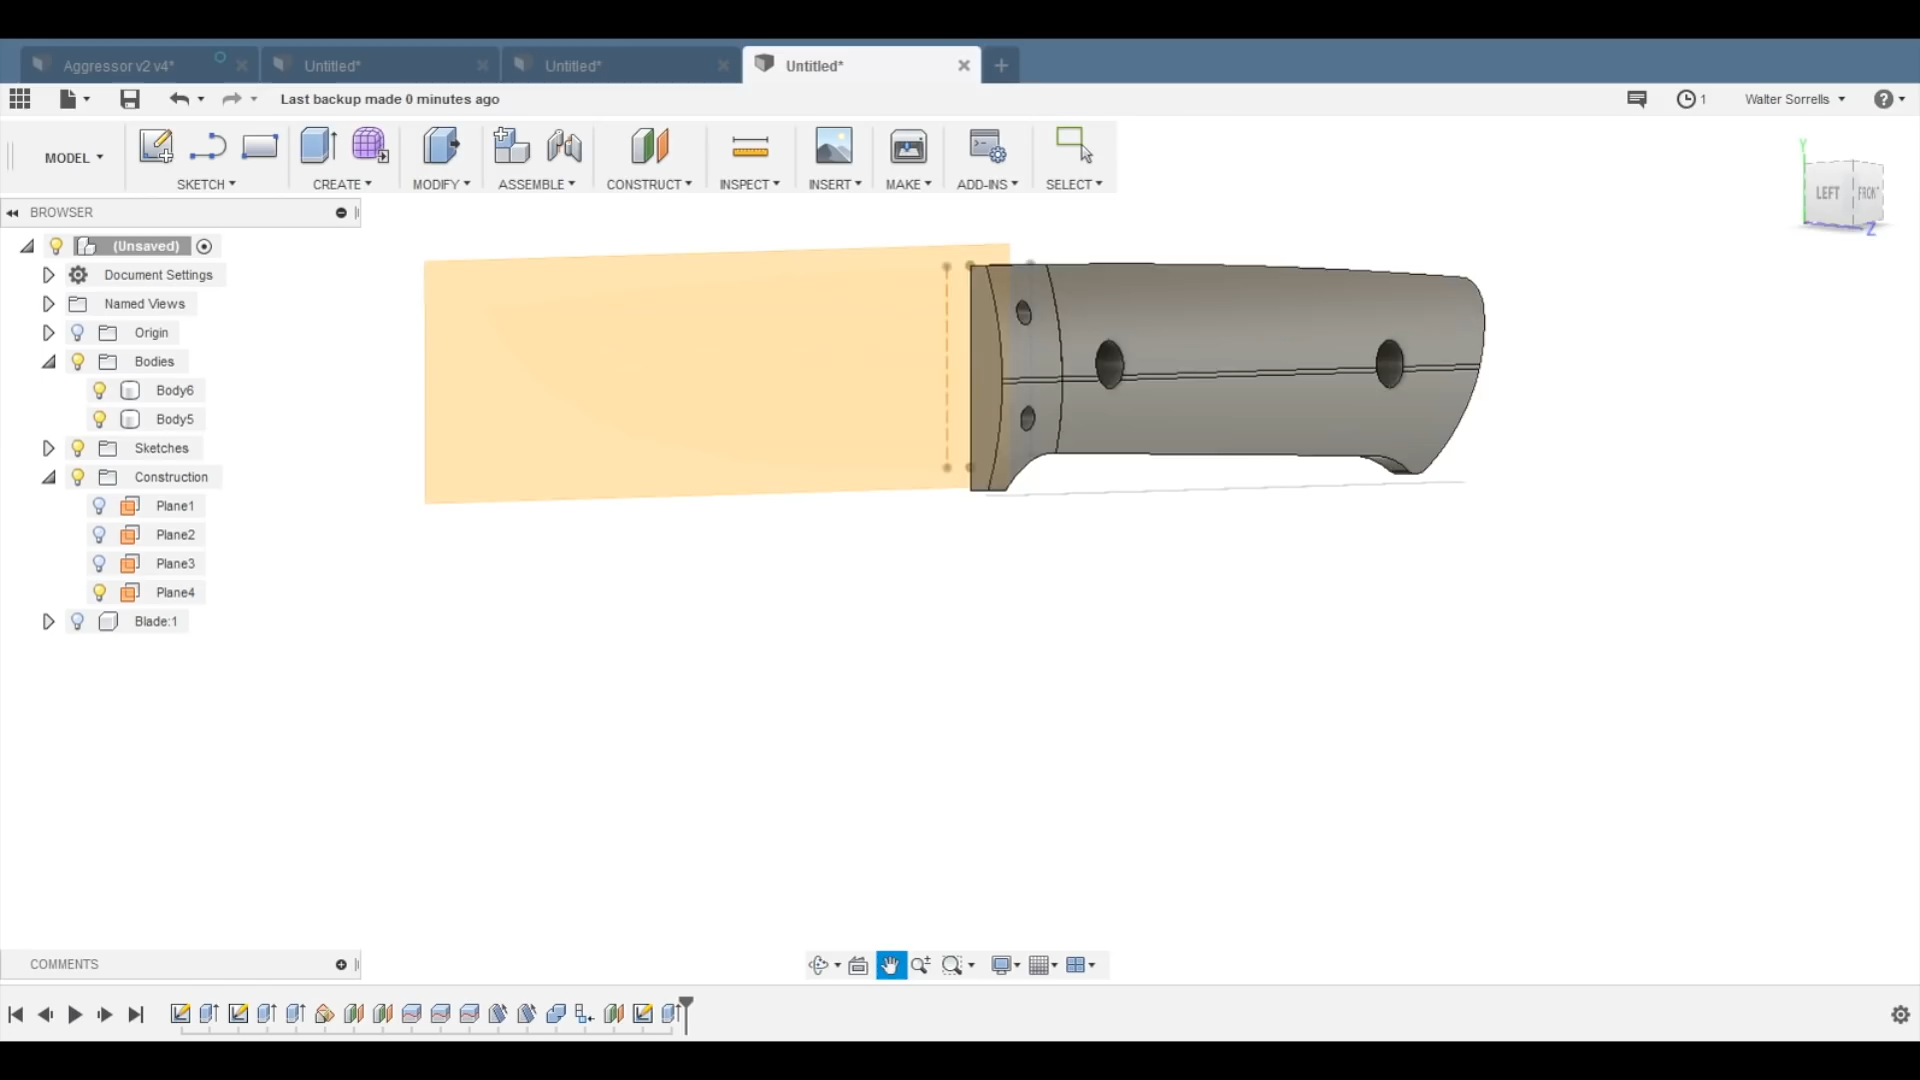 Aggressor v2 v4*
Untitled*
Untitled*
Untitled*
Last backup made 0 minutes ago
1
Walter Sorrells
MODEL
SKETCH
CREATE
MODIFY
ASSEMBLE
CONSTRUCT
INSPECT
INSERT
MAKE
ADD-INS
SELECT
Y
LEFT
FRONT
Z
BROWSER
(Unsaved)
Document Settings
Named Views
Origin
Bodies
Body6
Body5
Sketches
Construction
Plane1
Plane2
Plane3
Plane4
Blade:1
COMMENTS